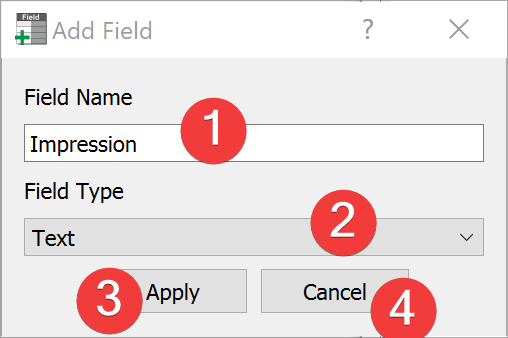 Field
Add Field
?
Field Name
Impression
1
Field Type
Text
2
3
Apply
Cancel
4